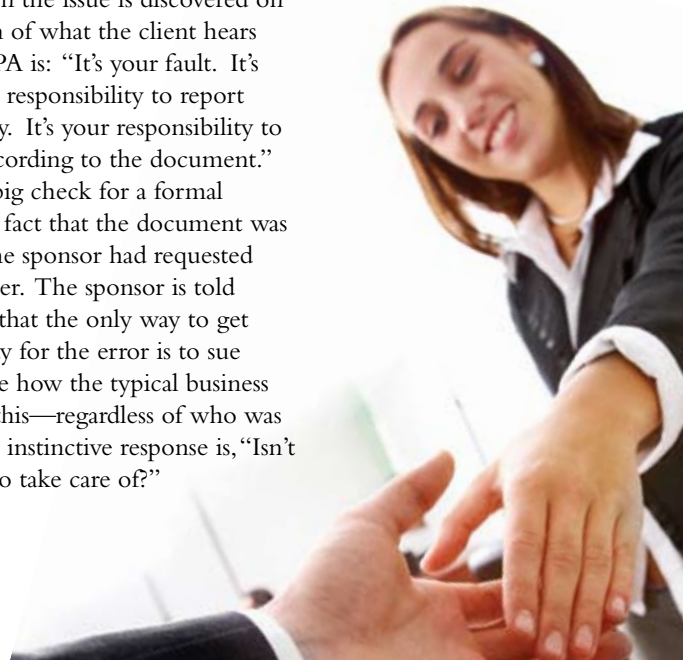 the issue is discovered on
of what the client hears
PA is: “It’s your fault. It’s
responsibility to report
y. It’s your responsibility to
cording to the document.”
big check for a formal
fact that the document was
e sponsor had requested
er. The sponsor is told
that the only way to get
y for the error is to sue
e how the typical business
this—regardless of who was
instinctive response is, “Isn’t
o take care of?”